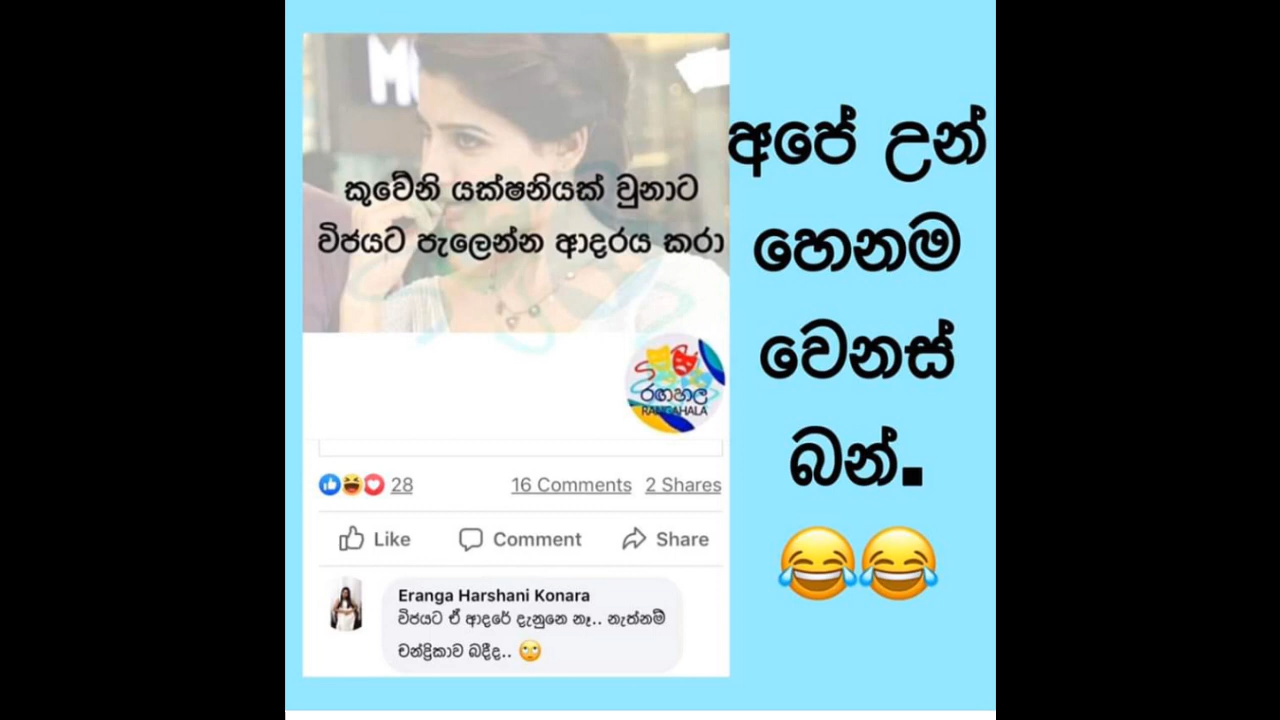 M
කුවේනි යක්ෂනියක් වුනාට
විජයට පැලෙන්න ආදරය කරා
රඟහල
RANGAHALA
28
16 Comments 2 Shares
Like Comment Share
Eranga Harshani Konara
විජයට ඒ ආදරේ දැනුනෙ නෑ.. නැත්නම්
චන්ද්‍රිකාව බදීද.. 🙄
අපේ උන්
හෙනම
වෙනස්
බන්.
😂😂